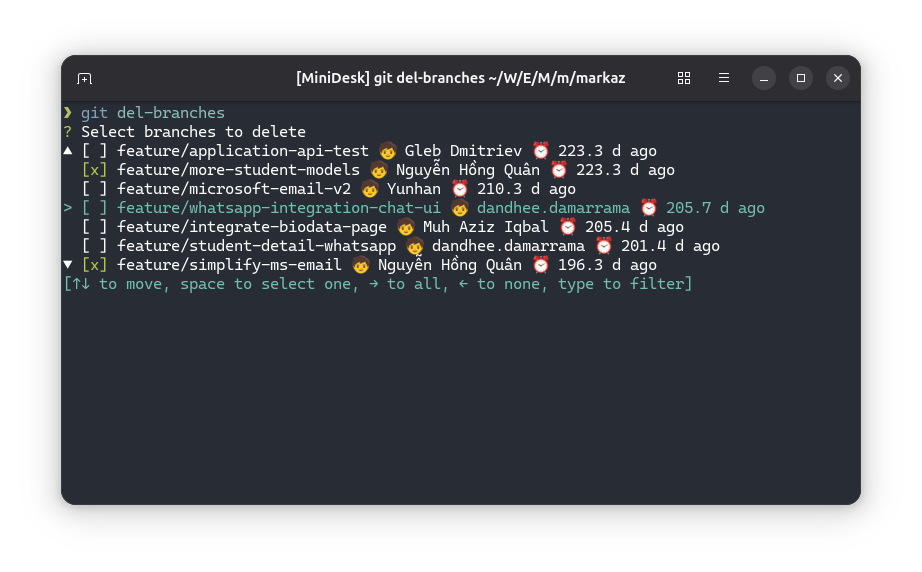 [MiniDesk] git del-branches ~/W/E/M/m/markaz
❯ git del-branches
? Select branches to delete
▲ [ ] feature/application-api-test 🧒 Gleb Dmitriev ⏰ 223.3 d ago
[x] feature/more-student-models 🧒 Nguyễn Hồng Quân ⏰ 223.3 d ago
[ ] feature/microsoft-email-v2 🧒 Yunhan ⏰ 210.3 d ago
> [ ] feature/whatsapp-integration-chat-ui 🧒 dandhee.damarrama ⏰ 205.7 d ago
[ ] feature/integrate-biodata-page 🧒 Muh Aziz Iqbal ⏰ 205.4 d ago
[ ] feature/student-detail-whatsapp 🧒 dandhee.damarrama ⏰ 201.4 d ago
▼ [x] feature/simplify-ms-email 🧒 Nguyễn Hồng Quân ⏰ 196.3 d ago
[↑↓ to move, space to select one, → to all, ← to none, type to filter]